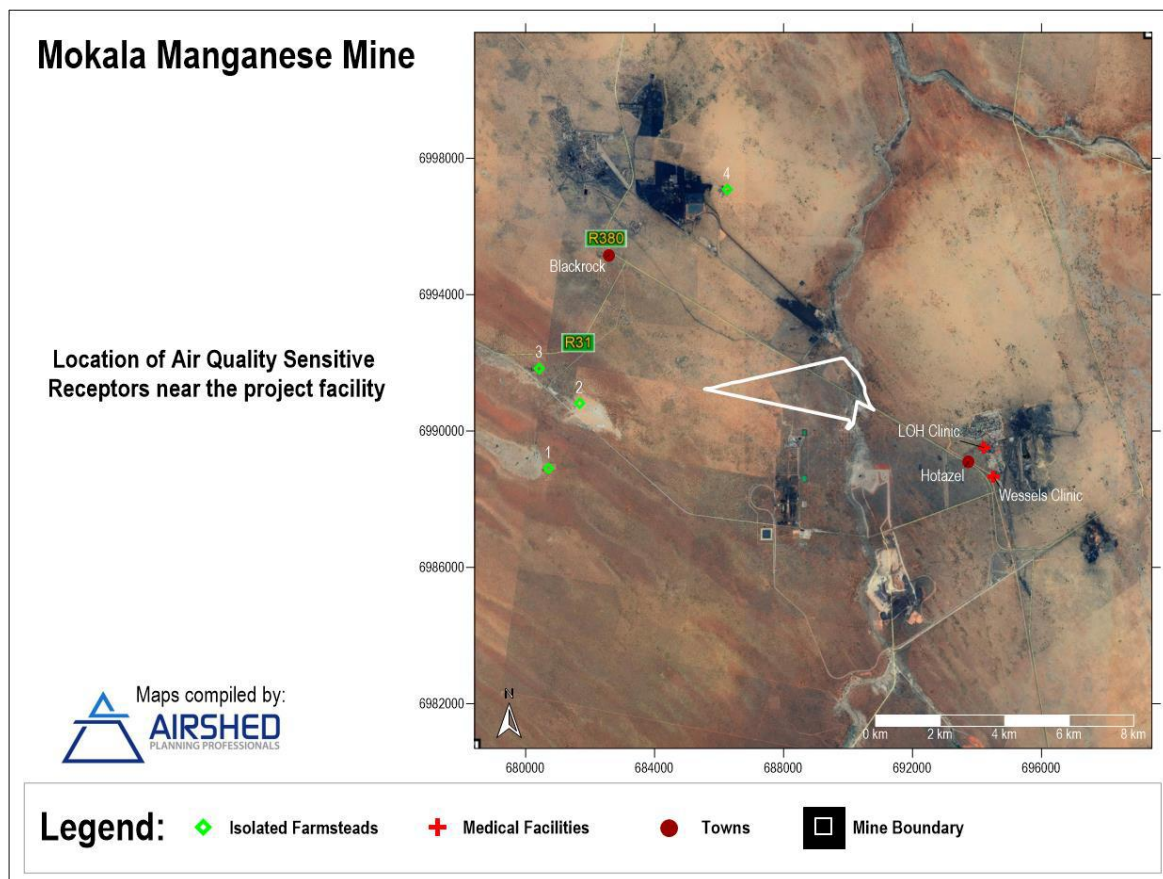 Mokala Manganese Mine
Location of Air Quality Sensitive
Receptors near the project facility
Maps compiled by:
AIRSHED
PLANNING PROFESSIONALS
6998000
6994000
6990000
6986000
6982000
680000
684000
688000
692000
696000
4
R380
Blackrock
R31
3
2
1
LOH Clinic
Hotazel
Wessels Clinic
N
0 km
2 km
4 km
6 km
8 km
Legend:
Isolated Farmsteads
Medical Facilities
Towns
Mine Boundary